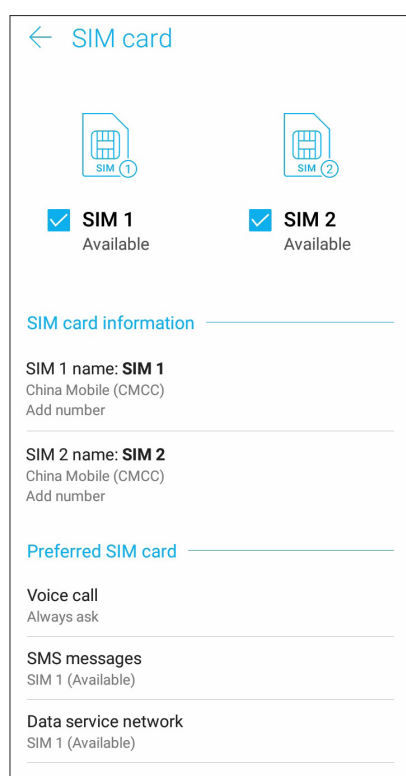 SIM card
SIM 1
SIM 2
SIM 1
SIM 2
Available
Available
SIM card information
SIM 1 name: SIM 1
China Mobile (CMCC)
Add number
SIM 2 name: SIM 2
China Mobile (CMCC)
Add number
Preferred SIM card
Voice call
Always ask
SMS messages
SIM 1 (Available)
Data service network
SIM 1 (Available)